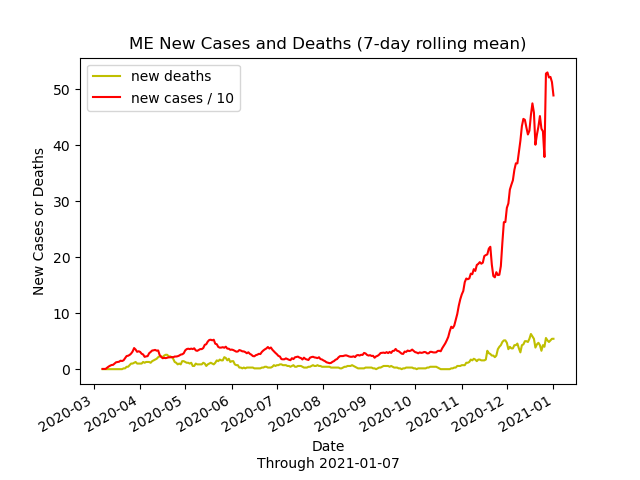 ME New Cases and Deaths (7-day rolling mean)
new deaths
new cases / 10
New Cases or Deaths
50
40
30
20
10
0
2020-03
2020-04
2020-05
2020-06
2020-07
2020-08
2020-09
2020-10
2020-11
2020-12
2021-01
Date
Through 2021-01-07